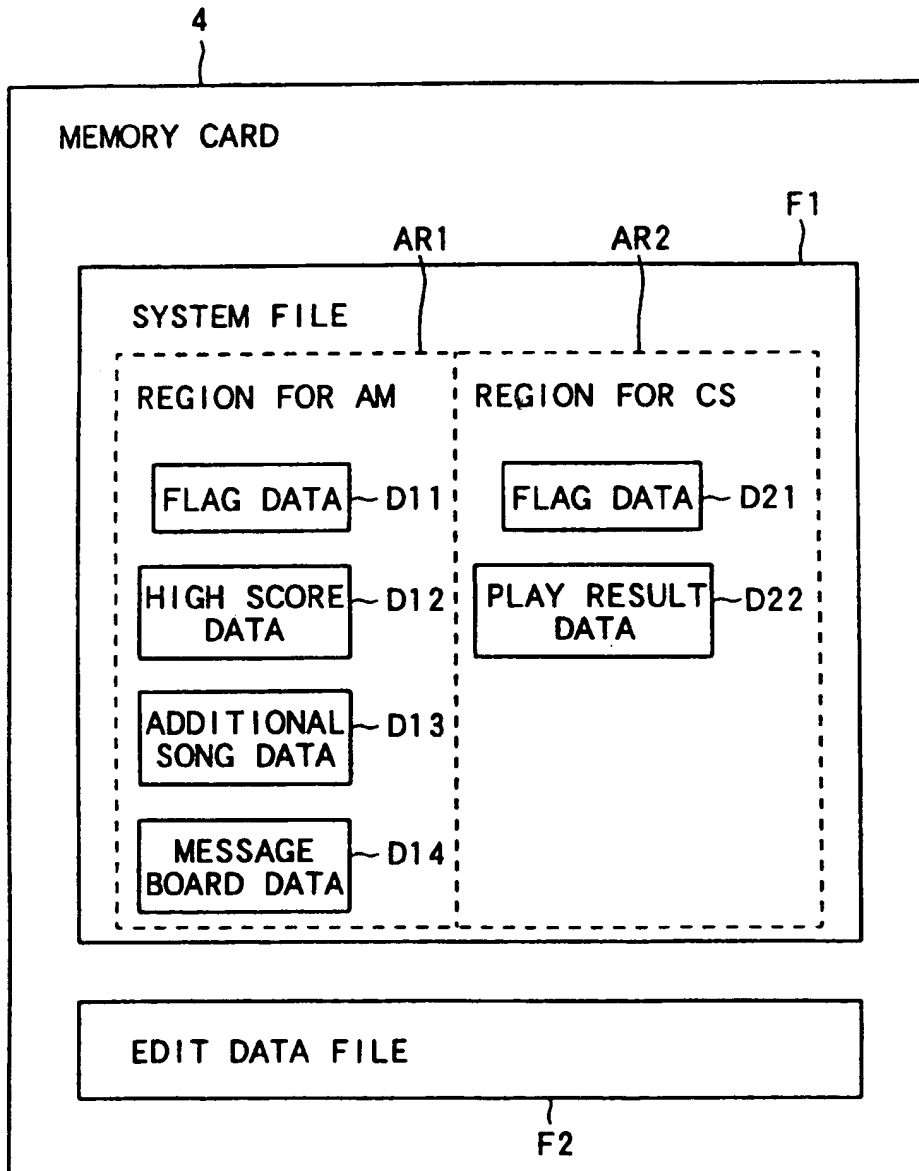 4
MEMORY CARD
F1
AR1
AR2
SYSTEM FILE
REGION FOR AM
REGION FOR CS
FLAG DATA
D11
FLAG DATA
D21
HIGH SCORE
DATA
D12
PLAY RESULT
DATA
D22
ADDITIONAL
SONG DATA
D13
MESSAGE
BOARD DATA
D14
EDIT DATA FILE
F2